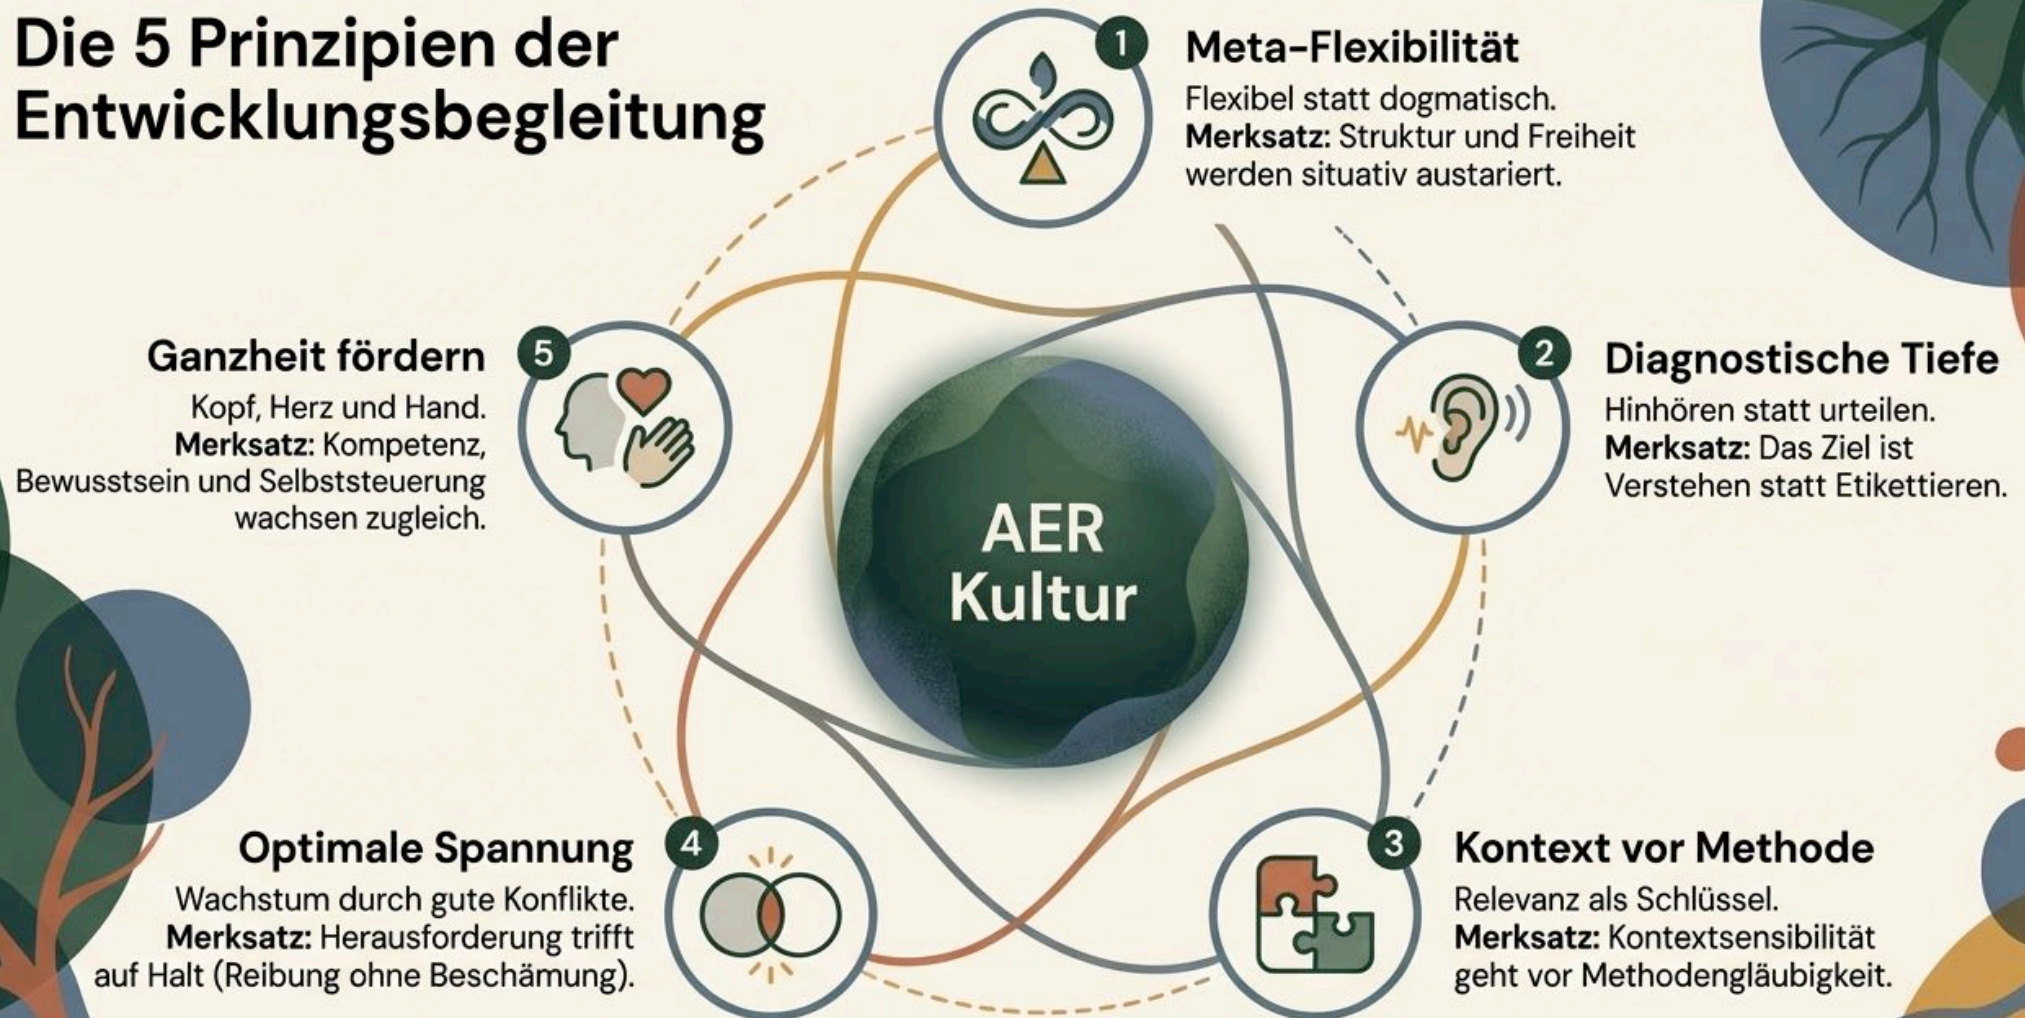 Die 5 Prinzipien der
Entwicklungsbegleitung
1
Meta-Flexibilität
Flexibel statt dogmatisch.
Merksatz: Struktur und Freiheit
werden situativ austariert.
2
Diagnostische Tiefe
Hinhören statt urteilen.
Merksatz: Das Ziel ist
Verstehen statt Etikettieren.
3
Kontext vor Methode
Relevanz als Schlüssel.
Merksatz: Kontextsensibilität
geht vor Methodengläubigkeit.
4
Optimale Spannung
Wachstum durch gute Konflikte.
Merksatz: Herausforderung trifft
auf Halt (Reibung ohne Beschämung).
5
Ganzheit fördern
Kopf, Herz und Hand.
Merksatz: Kompetenz,
Bewusstsein und Selbststeuerung
wachsen zugleich.
AER
Kultur